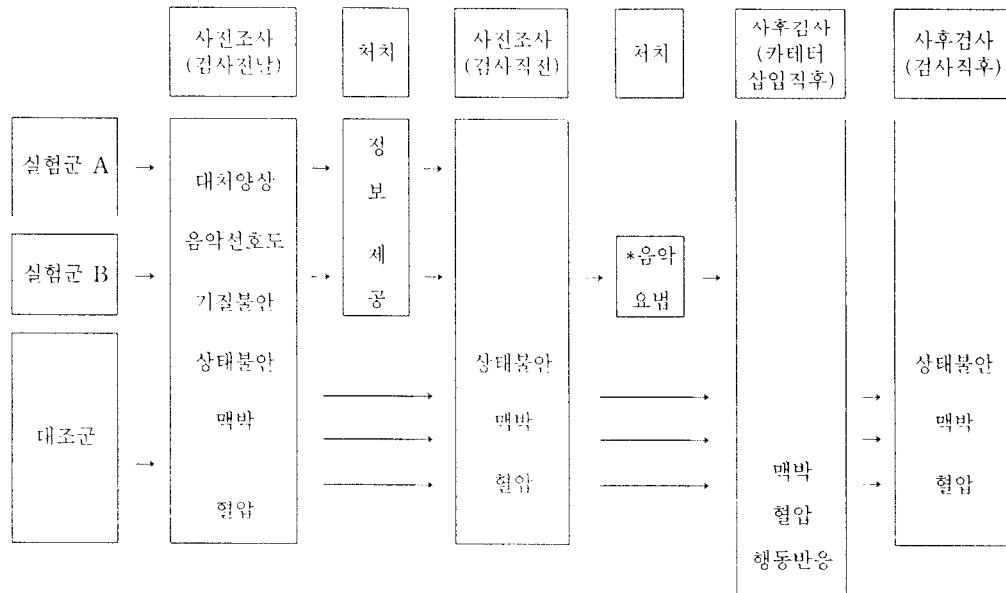 사전조사
(검사전날)
처치
사전조사
(검사직전)
처치
사후검사
(카테터
삽입직후)
사후검사
(검사직후)
실험군 A
실험군 B
대조군
대처양상
음악선호도
기질불안
상태불안
맥박
혈압
정
보
제
공
상태불안
맥박
혈압
*음악
요법
맥박
혈압
행동반응
상태불안
맥박
혈압